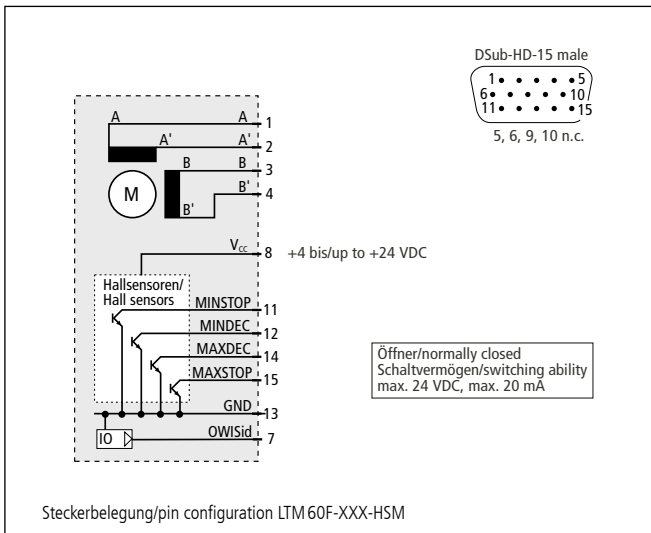 DSub-HD-15 male
1 5
6 10
11 15
5, 6, 9, 10 n.c.
A A 1
A' A' 2
B B 3
M
B' B' 4
Vcc 8 +4 bis/up to +24 VDC
Hallsensoren/
Hall sensors
MINSTOP 11
MINDEC 12
MAXDEC 14
MAXSTOP 15
GND 13
IO OWISid 7
Öffner/normally closed
Schaltvermögen/switching ability
max. 24 VDC, max. 20 mA
Steckerbelegung/pin configuration LTM 60F-XXX-HSM